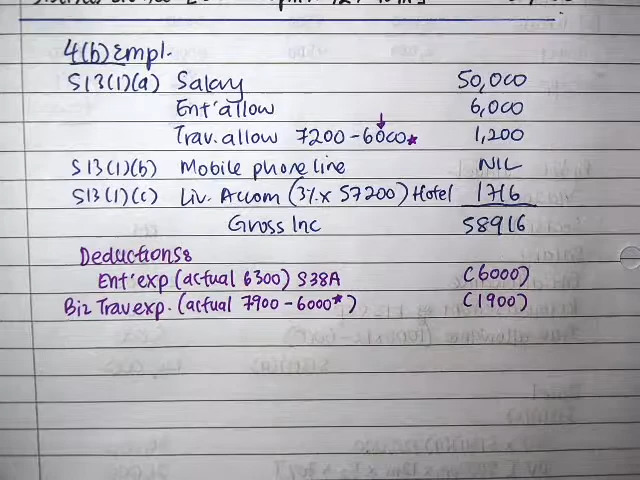 4(b) Empl.
S13(1)(a) Salary 50,000
Ent'allow 6,000
Trav. allow 7200 - 6000* 1,200
S13(1)(b) Mobile phone line NIL
S13(1)(c) Liv. Accom (3% x 57200) Hotel 1716
Gross Inc 58916
Deductions:
Ent'exp (actual 6300) S38A (6000)
Biz Trav exp. (actual 7900 - 6000*) (1900)